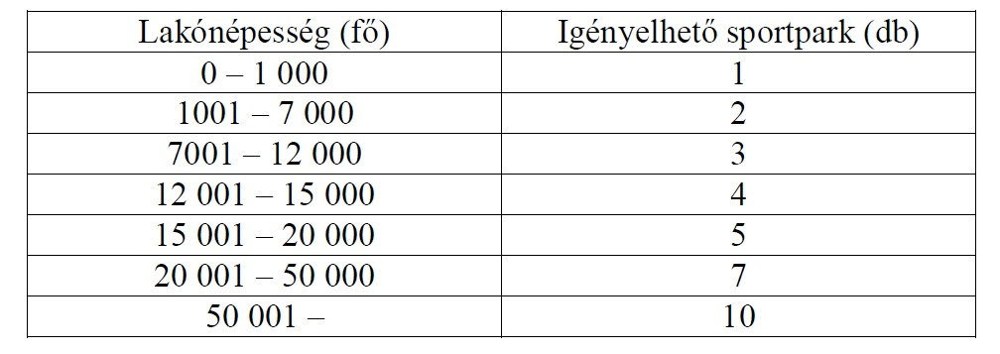 Lakónépesség (fő) Igényelhető sportpark (db)
0 – 1 000 1
1001 – 7 000 2
7001 – 12 000 3
12 001 – 15 000 4
15 001 – 20 000 5
20 001 – 50 000 7
50 001 – 10